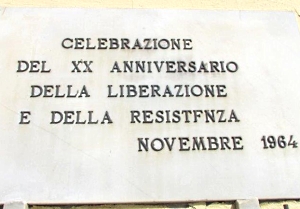 CELEBRAZIONE
DEL XX ANNIVERSARIO
DELLA LIBERAZIONE
E DELLA RESISTFNZA
NOVEMBRE 1964